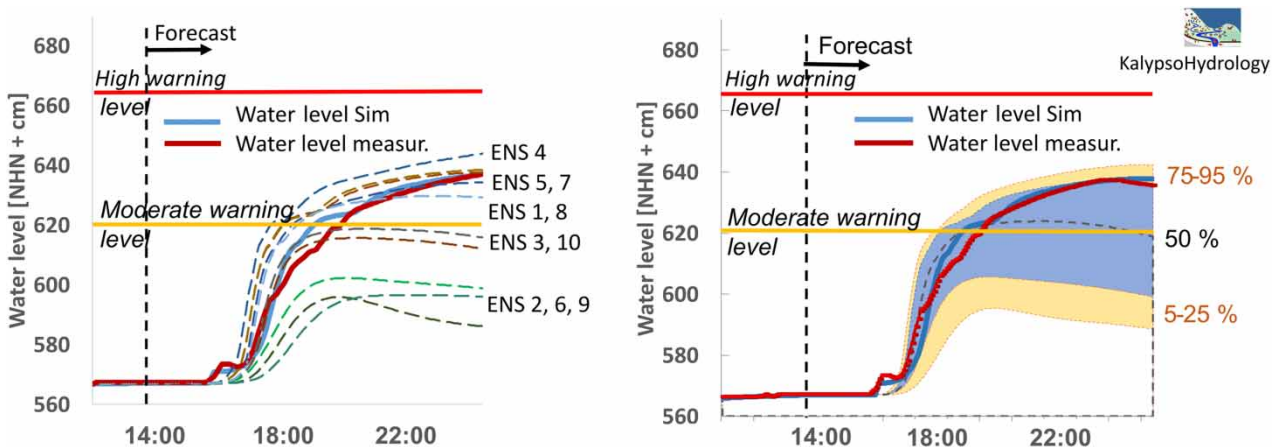 Water level [NHN + cm]
680
660
640
620
600
580
560
Forecast
High warning
level
Water level Sim
Water level measur.
Moderate warning
level
ENS 4
ENS 5, 7
ENS 1, 8
ENS 3, 10
ENS 2, 6, 9
14:00
18:00
22:00
Water level [NHN + cm]
680
660
640
620
600
580
560
Forecast
High warning
level
Water level Sim
Water level measur.
Moderate warning
level
KalypsoHydrology
75-95 %
50 %
5-25 %
14:00
18:00
22:00